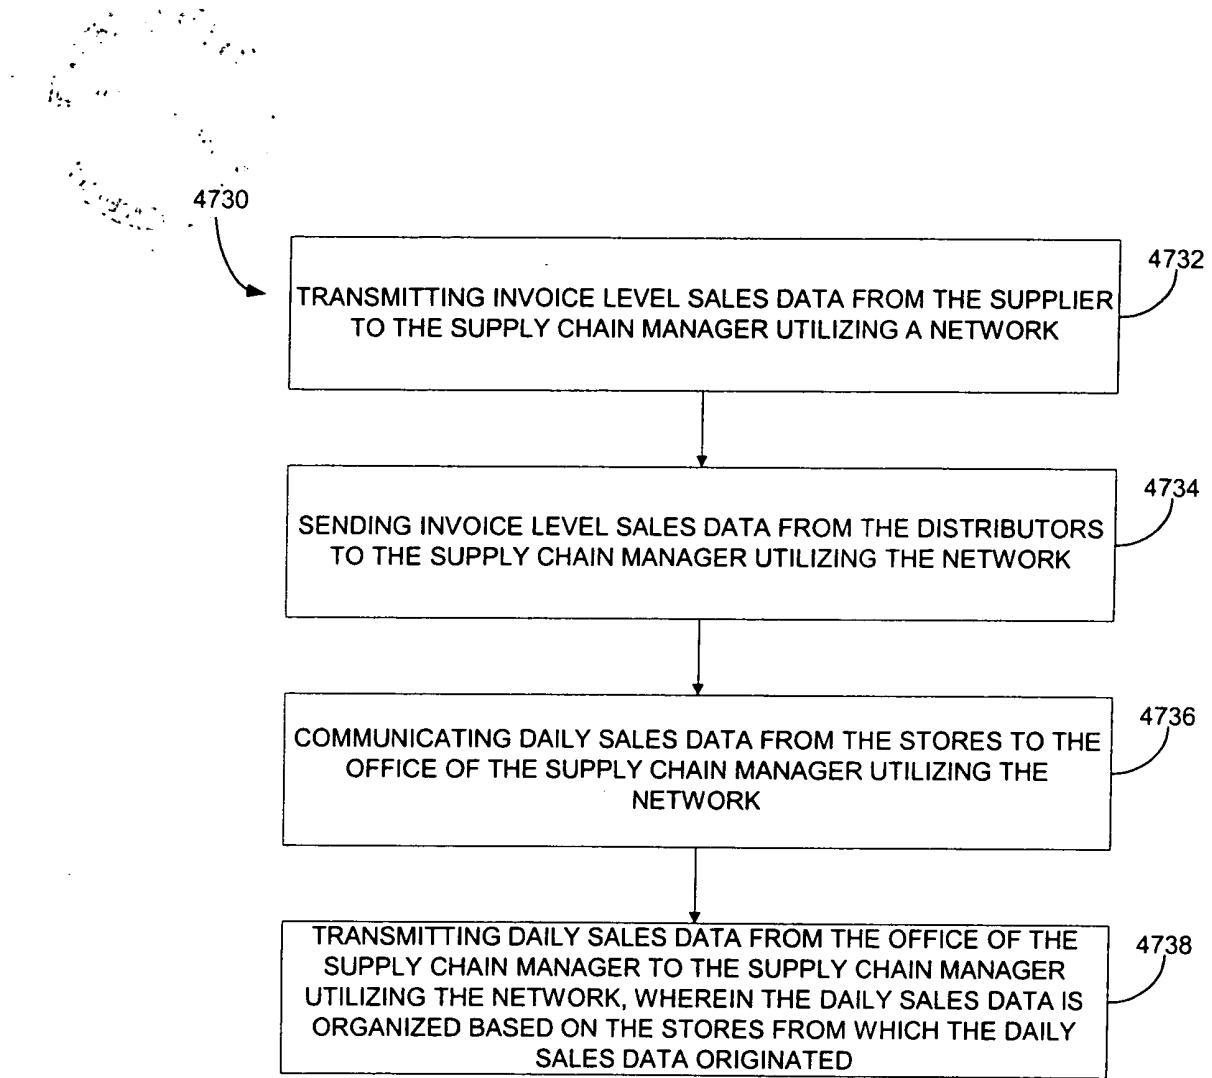 4730
4732
TRANSMITTING INVOICE LEVEL SALES DATA FROM THE SUPPLIER
TO THE SUPPLY CHAIN MANAGER UTILIZING A NETWORK
4734
SENDING INVOICE LEVEL SALES DATA FROM THE DISTRIBUTORS
TO THE SUPPLY CHAIN MANAGER UTILIZING THE NETWORK
4736
COMMUNICATING DAILY SALES DATA FROM THE STORES TO THE
OFFICE OF THE SUPPLY CHAIN MANAGER UTILIZING THE
NETWORK
4738
TRANSMITTING DAILY SALES DATA FROM THE OFFICE OF THE
SUPPLY CHAIN MANAGER TO THE SUPPLY CHAIN MANAGER
UTILIZING THE NETWORK, WHEREIN THE DAILY SALES DATA IS
ORGANIZED BASED ON THE STORES FROM WHICH THE DAILY
SALES DATA ORIGINATED